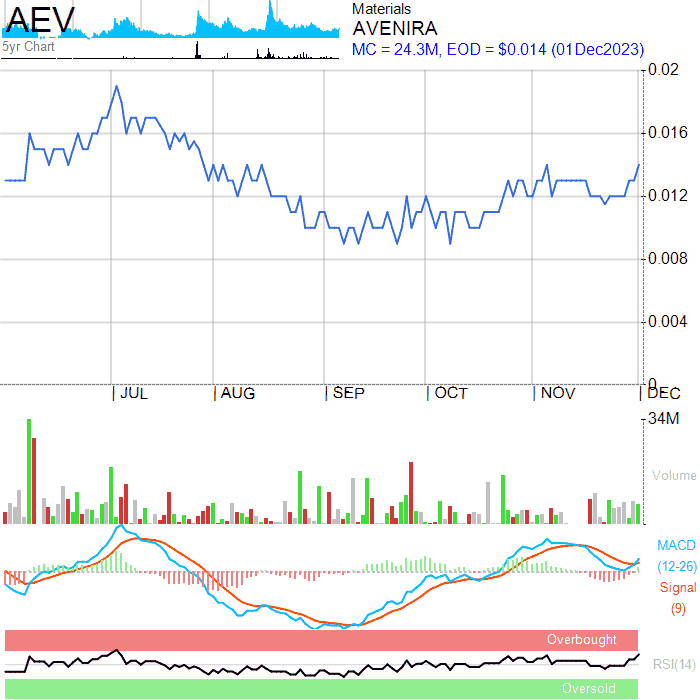 AEV
5yr Chart
Materials
AVENIRA
MC = 24.3M, EOD = $0.014 (01Dec2023)
0.02
0.016
0.012
0.008
0.004
0
JUL AUG SEP OCT NOV DEC
34M
Volume
MACD
(12-26)
Signal
(9)
Overbought
RSI(14)
Oversold